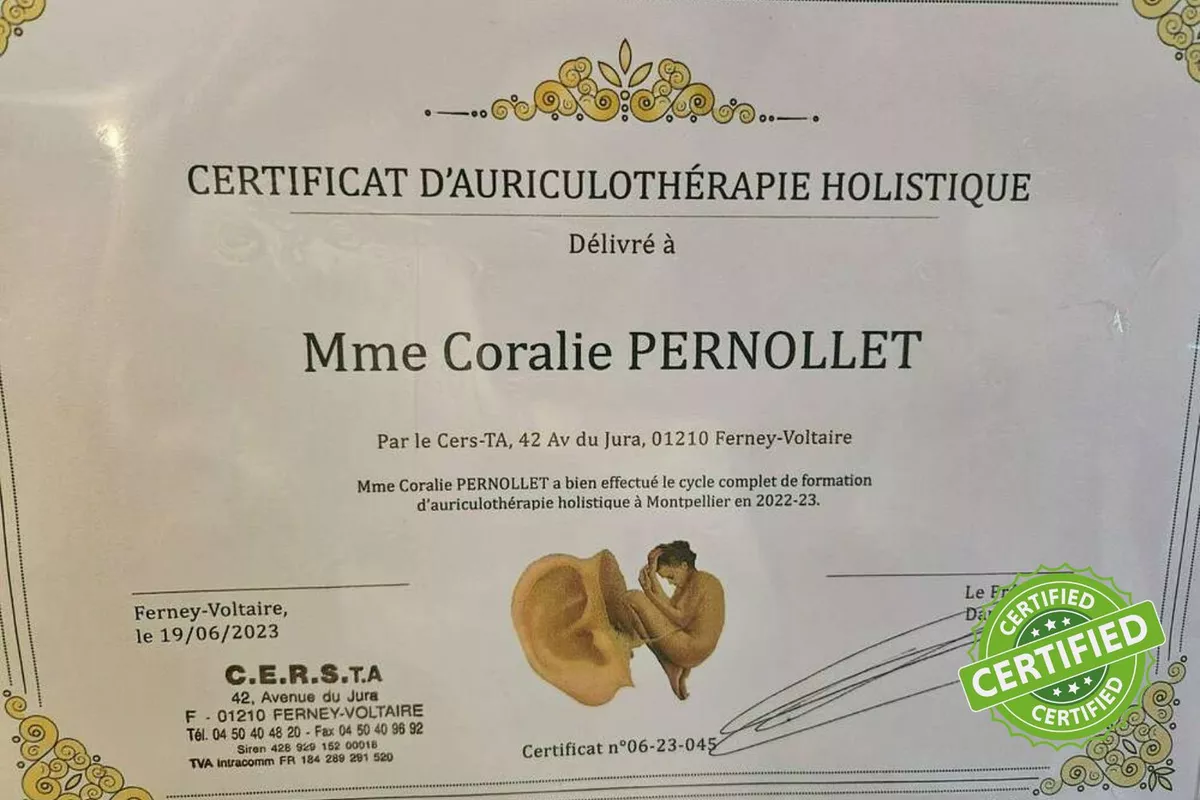 CERTIFICAT D'AURICULOTHÉRAPIE HOLISTIQUE
Délivré à
Mme Coralie PERNOLLET
Par le Cers-TA, 42 Av du Jura, 01210 Ferney-Voltaire
Mme Coralie PERNOLLET a bien effectué le cycle complet de formation
d'auriculothérapie holistique à Montpellier en 2022-23.
Ferney-Voltaire,
le 19/06/2023
C.E.R.S.TA
42, Avenue du Jura
F - 01210 FERNEY-VOLTAIRE
Tél. 04 50 40 48 20 - Fax 04 50 40 96 92
Siren 428 929 152 00018
TVA Intracomm FR 184 289 291 520
Certificat n°06-23-045
Le
CERTIFIED
CERTIFIED
CERTIFIED